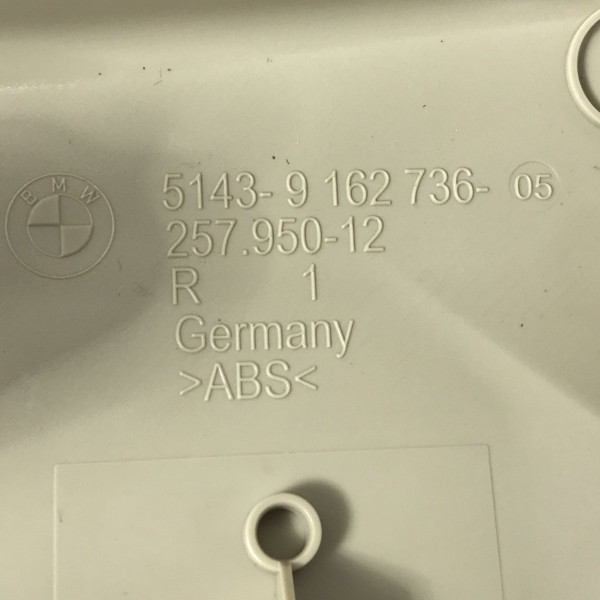 BMW
5143- 9 162 736- 05
257.950-12
R 1
Germany
>ABS<